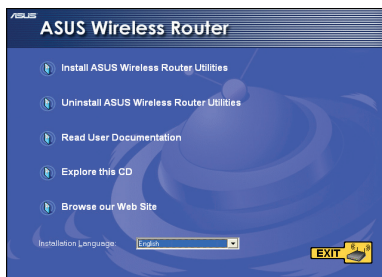 ASUS
ASUS Wireless Router
Install ASUS Wireless Router Utilities
Uninstall ASUS Wireless Router Utilities
Read User Documentation
Explore this CD
Browse our Web Site
Installation Language: English
EXIT